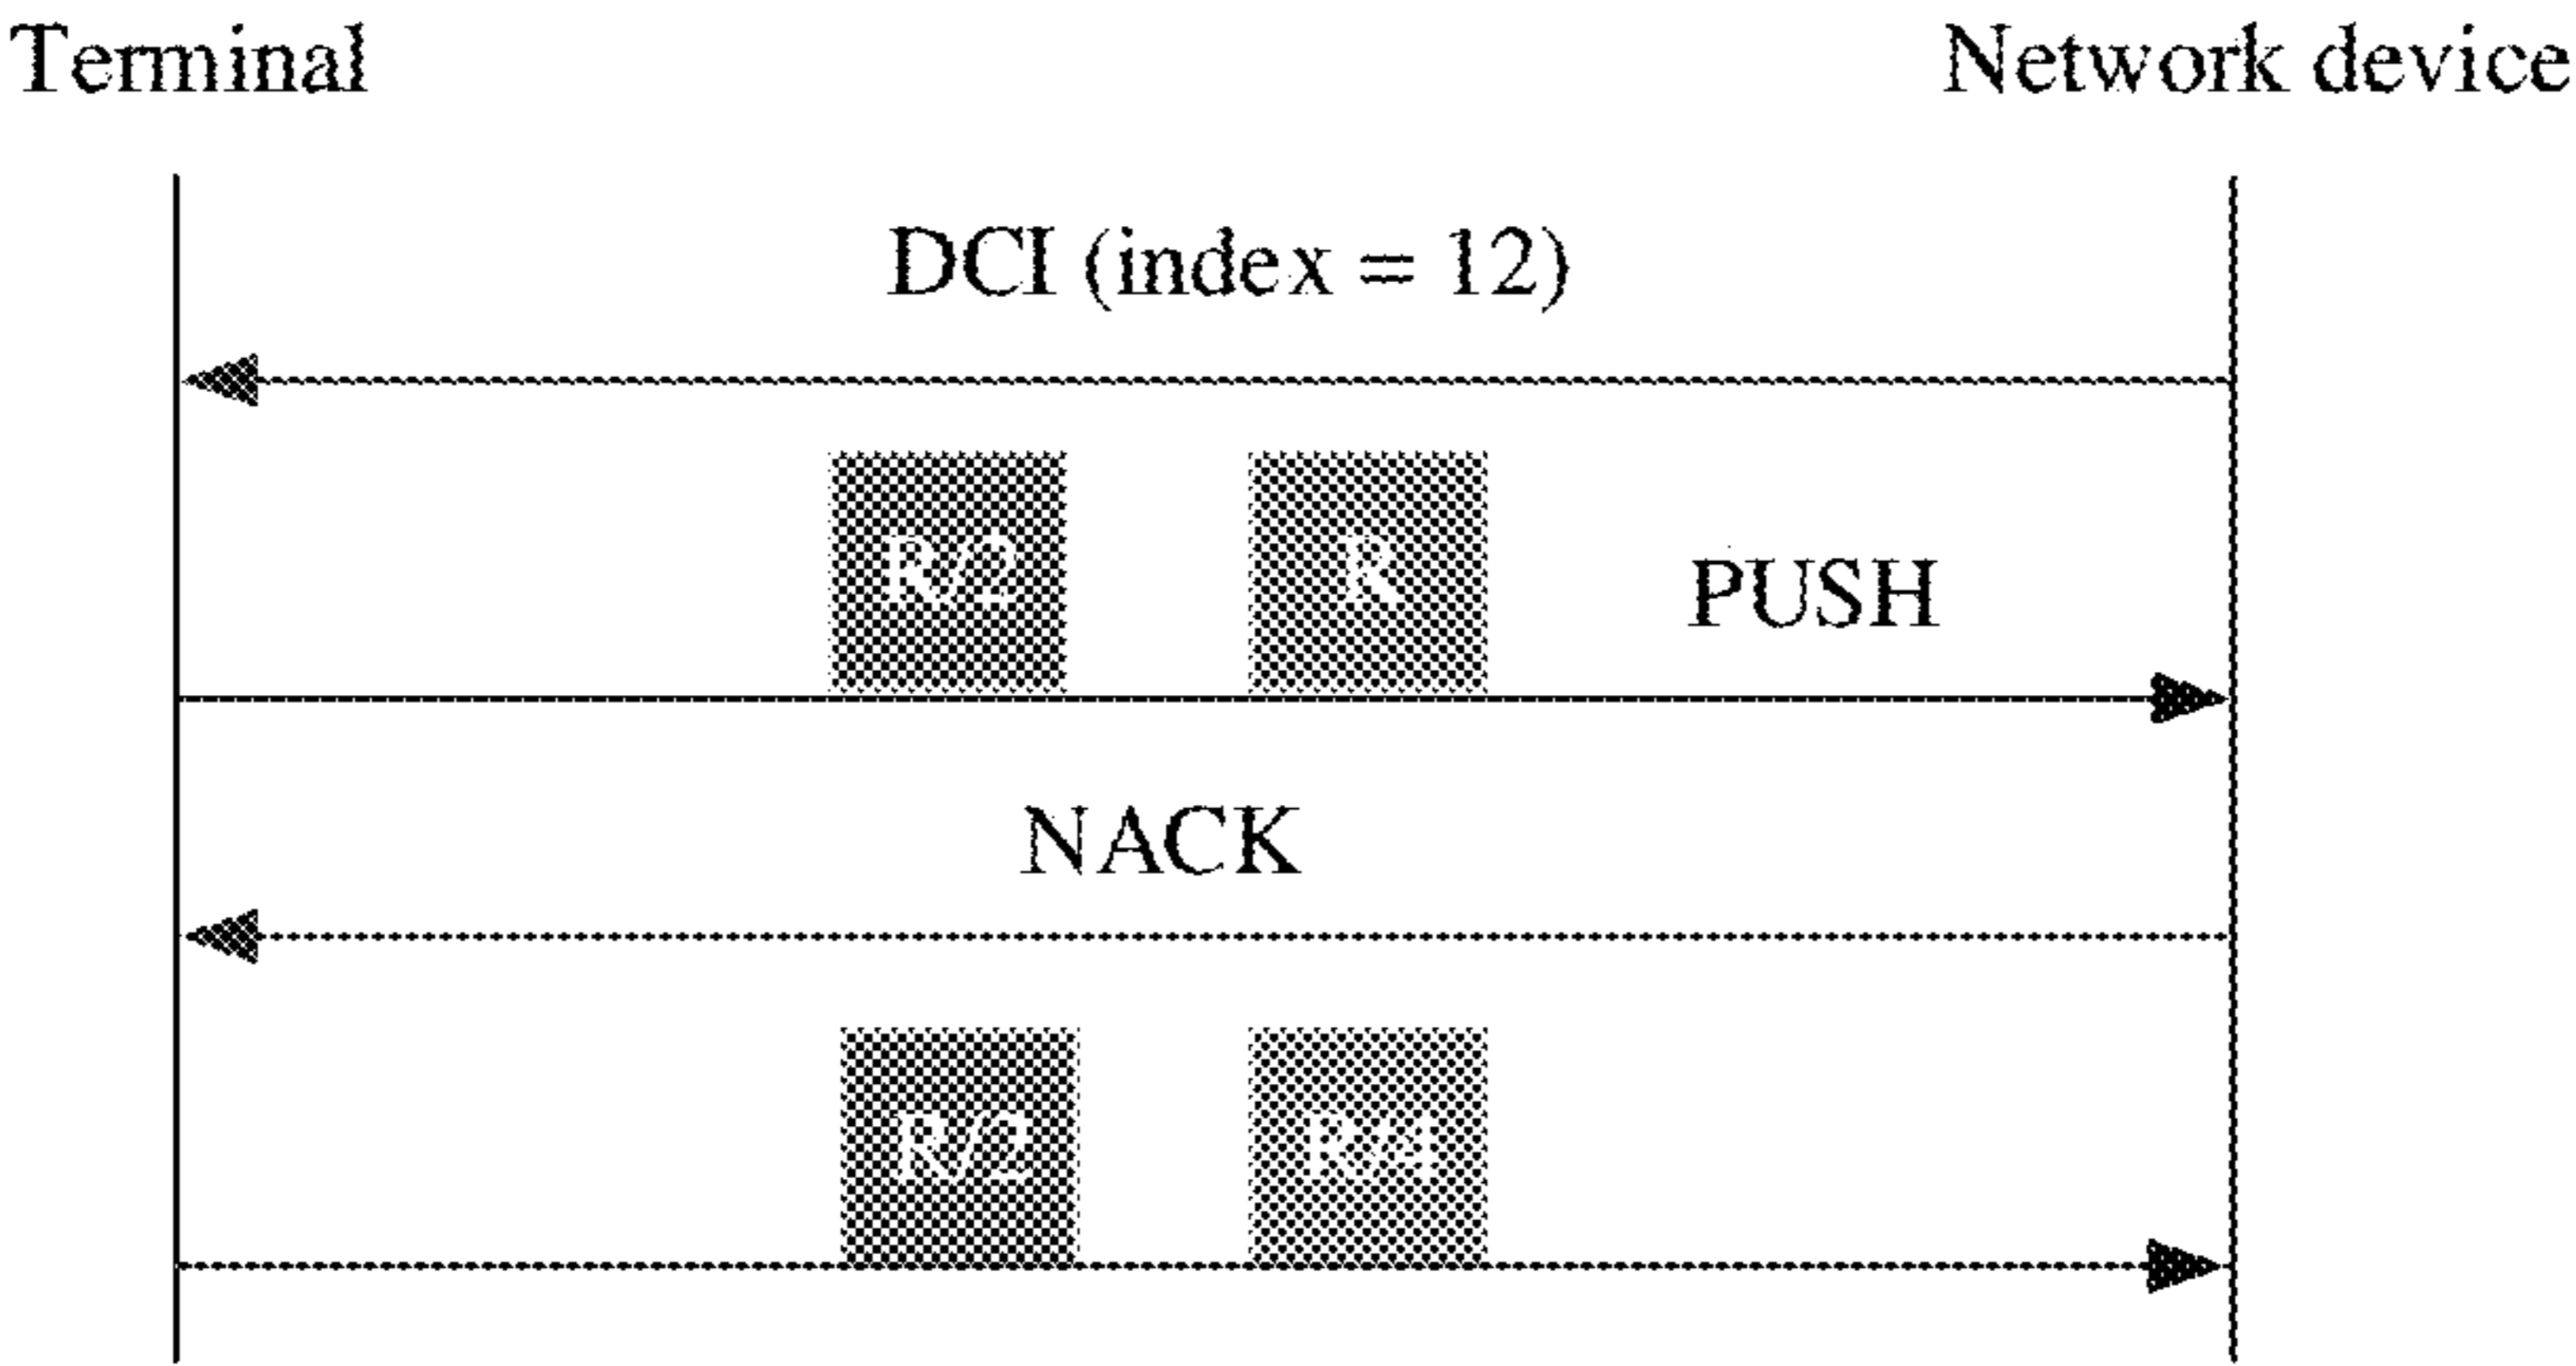 Terminal
Network device
DCI (index = 12)
R/2
R
PUSH
NACK
R/2
R/4